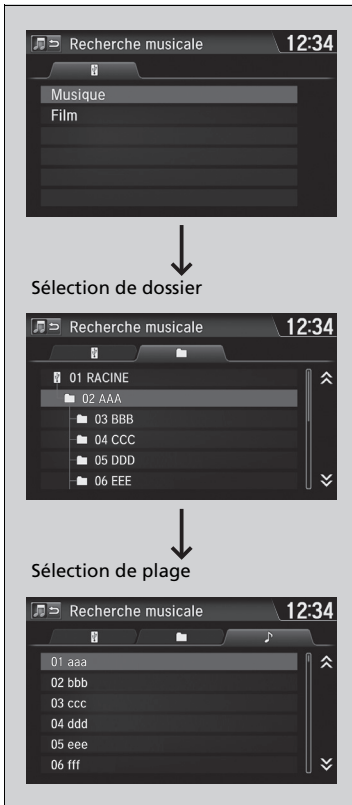 Recherche musicale 12:34
Musique
Film
Sélection de dossier
Recherche musicale 12:34
01 RACINE
02 AAA
03 BBB
04 CCC
05 DDD
06 EEE
Sélection de plage
Recherche musicale 12:34
01 aaa
02 bbb
03 ccc
04 ddd
05 eee
06 fff